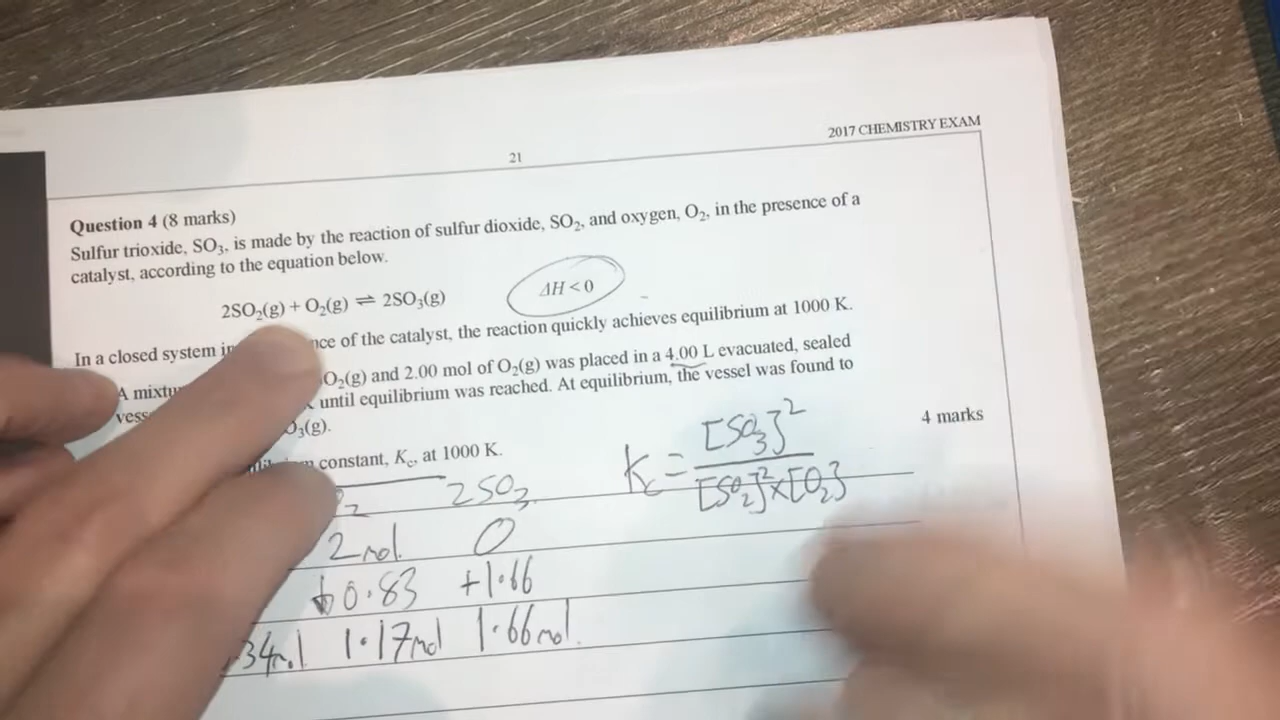 2017 CHEMISTRY EXAM
21
Question 4 (8 marks)
Sulfur trioxide, SO₃, is made by the reaction of sulfur dioxide, SO₂, and oxygen, O₂, in the presence of a
catalyst, according to the equation below.
2SO₂(g) + O₂(g) ⇌ 2SO₃(g) ΔH < 0
In a closed system of the catalyst, the reaction quickly achieves equilibrium at 1000 K.
A O₂(g) and 2.00 mol of O₂(g) was placed in a 4.00 L evacuated, sealed
until equilibrium was reached. At equilibrium, the vessel was found to
O₃(g).
4 marks
constant, Kc, at 1000 K.
2SO₃
Kc = [SO₃]² / [SO₂]² × [O₂]
2mol 0
0.83 +1.66
34mol 1.17mol 1.66mol